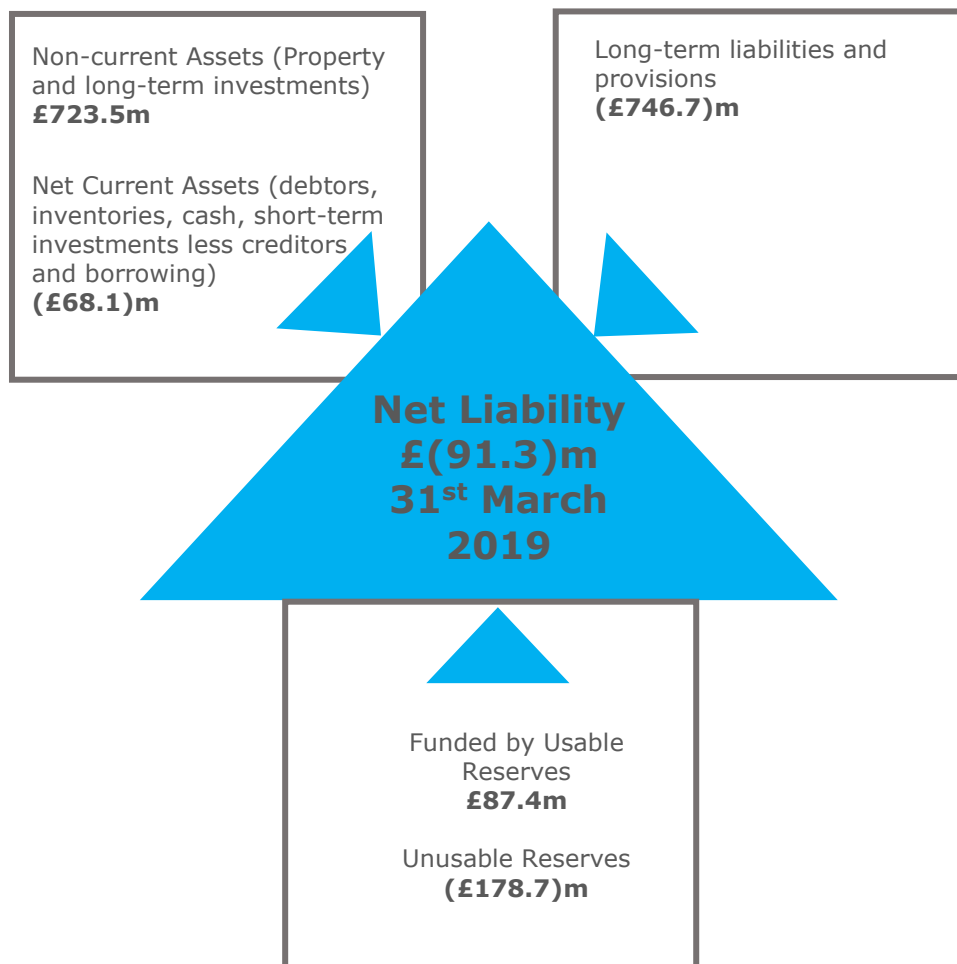 Non-current Assets (Property
and long-term investments)
£723.5m
Net Current Assets (debtors,
inventories, cash, short-term
investments less creditors
and borrowing)
(£68.1)m
Long-term liabilities and
provisions
(£746.7)m
Net Liability
£(91.3)m
31st March
2019
Funded by Usable
Reserves
£87.4m
Unusable Reserves
(£178.7)m